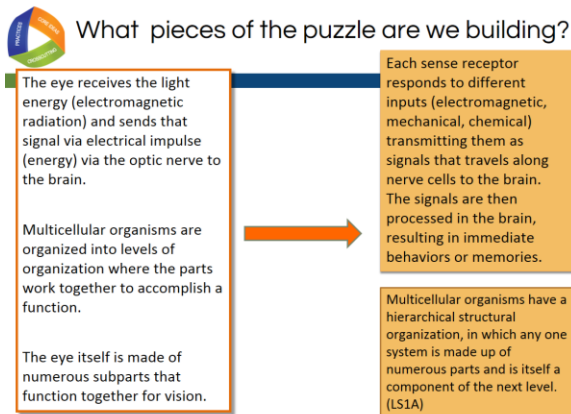 PRACTICES
CORE IDEAS
CROSSCUTTING
What pieces of the puzzle are we building?
The eye receives the light
energy (electromagnetic
radiation) and sends that
signal via electrical impulse
(energy) via the optic nerve to
the brain.
Multicellular organisms are
organized into levels of
organization where the parts
work together to accomplish a
function.
The eye itself is made of
numerous subparts that
function together for vision.
Each sense receptor
responds to different
inputs (electromagnetic,
mechanical, chemical)
transmitting them as
signals that travels along
nerve cells to the brain.
The signals are then
processed in the brain,
resulting in immediate
behaviors or memories.
Multicellular organisms have a
hierarchical structural
organization, in which any one
system is made up of
numerous parts and is itself a
component of the next level.
(LS1A)